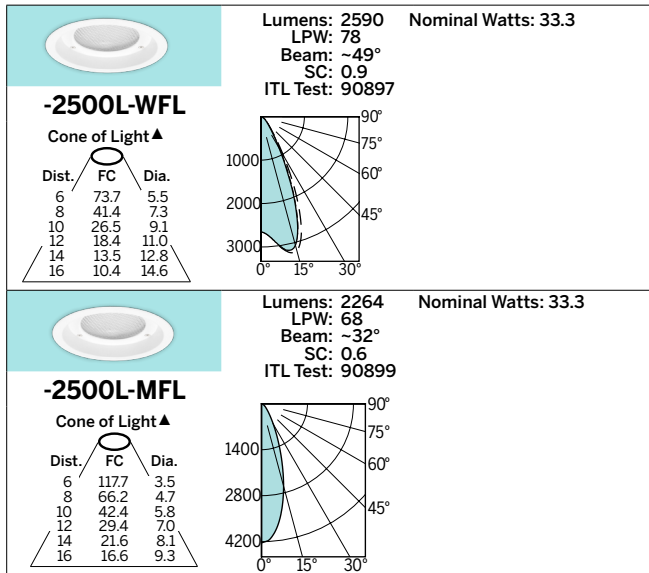 Lumens: 2590 Nominal Watts: 33.3
LPW: 78
Beam: ~49°
SC: 0.9
ITL Test: 90897
-2500L-WFL
Cone of Light▲
Dist. FC Dia.
6 73.7 5.5
8 41.4 7.3
10 26.5 9.1
12 18.4 11.0
14 13.5 12.8
16 10.4 14.6
90°
75°
60°
45°
1000
2000
3000
0° 15° 30°
Lumens: 2264 Nominal Watts: 33.3
LPW: 68
Beam: ~32°
SC: 0.6
ITL Test: 90899
-2500L-MFL
Cone of Light▲
Dist. FC Dia.
6 117.7 3.5
8 66.2 4.7
10 42.4 5.8
12 29.4 7.0
14 21.6 8.1
16 16.6 9.3
90°
75°
60°
45°
1400
2800
4200
0° 15° 30°